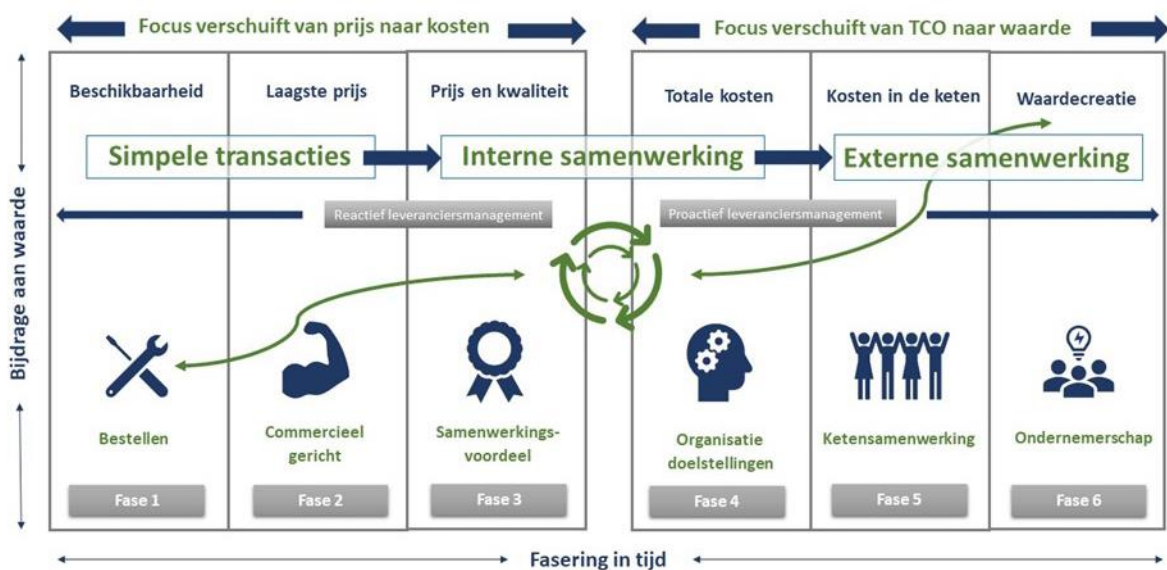 Focus verschuift van prijs naar kosten
Focus verschuift van TCO naar waarde
Beschikbaarheid
Laagste prijs
Prijs en kwaliteit
Totale kosten
Kosten in de keten
Waardecreatie
Simpele transacties
Interne samenwerking
Externe samenwerking
Reactief leveranciersmanagement
Proactief leveranciersmanagement
Bijdrage aan waarde
Bestellen
Commercieel
gericht
Samenwerkings-
voordeel
Organisatie
doelstellingen
Ketensamenwerking
Ondernemerschap
Fase 1
Fase 2
Fase 3
Fase 4
Fase 5
Fase 6
Fasering in tijd